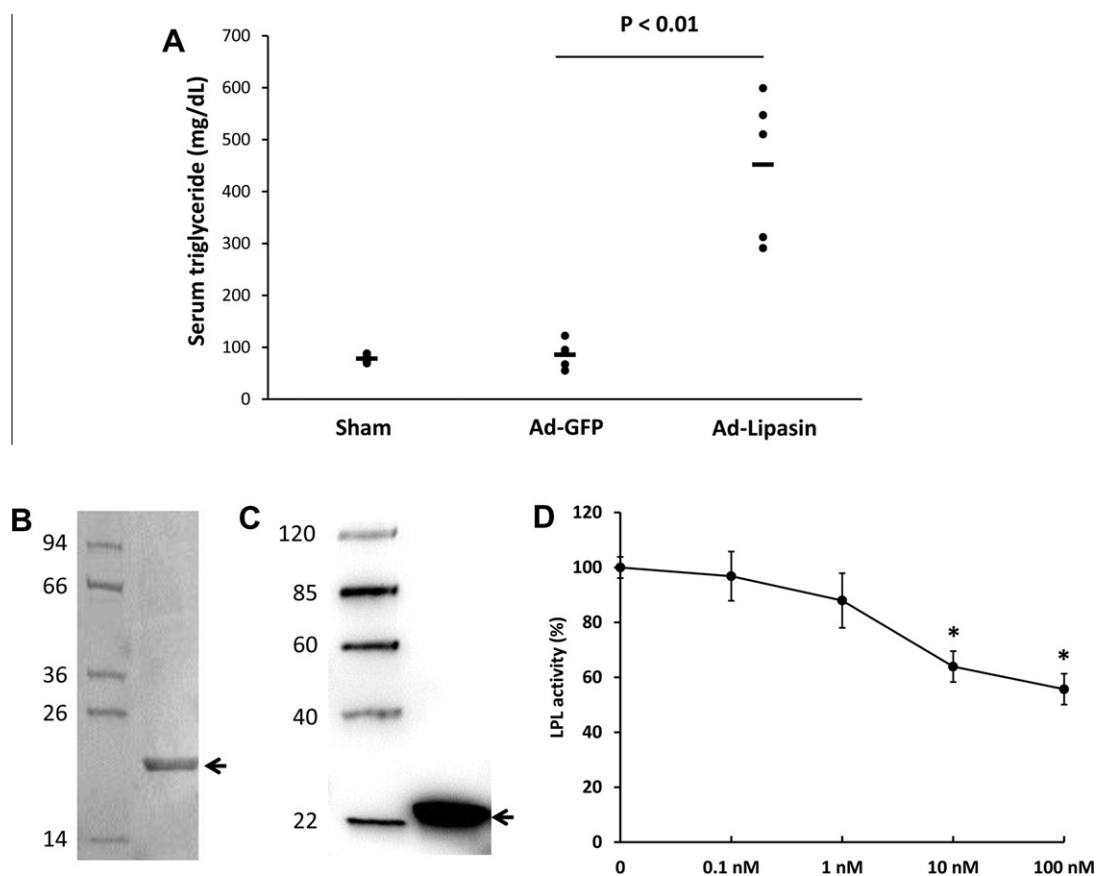 A
P < 0.01
Serum triglyceride (mg/dL)
700
600
500
400
300
200
100
0
Sham Ad-GFP Ad-Lipasin
B
94
66
36
26
14
C
120
85
60
40
22
D
LPL activity (%)
120
100
80
60
40
20
0
* *
0 0.1 nM 1 nM 10 nM 100 nM